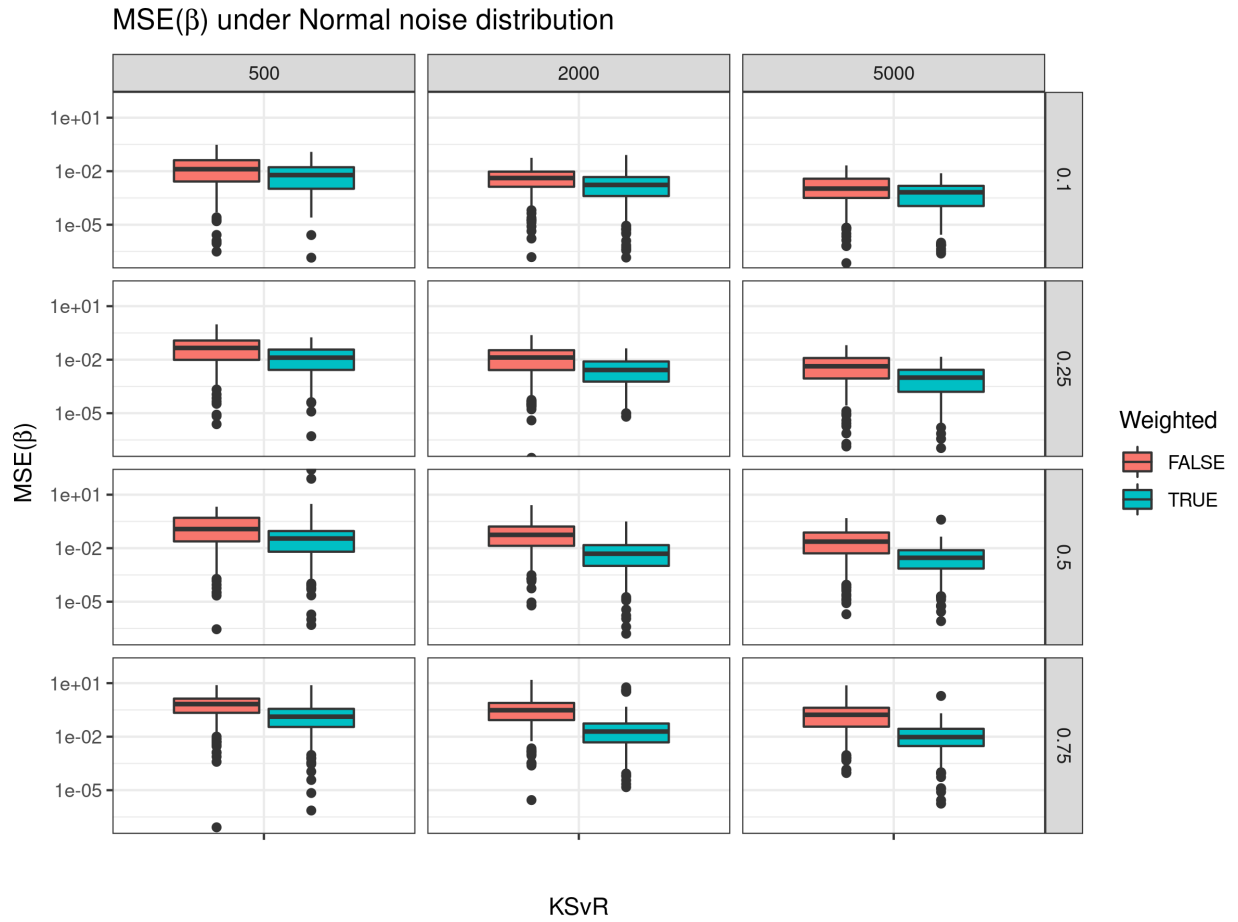 MSE(β) under Normal noise distribution
500 2000 5000
1e+01
1e-02
1e-05
0.1
1e+01
1e-02
1e-05
0.25
1e+01
1e-02
1e-05
0.5
1e+01
1e-02
1e-05
0.75
MSE(β)
KSvR
Weighted
FALSE
TRUE